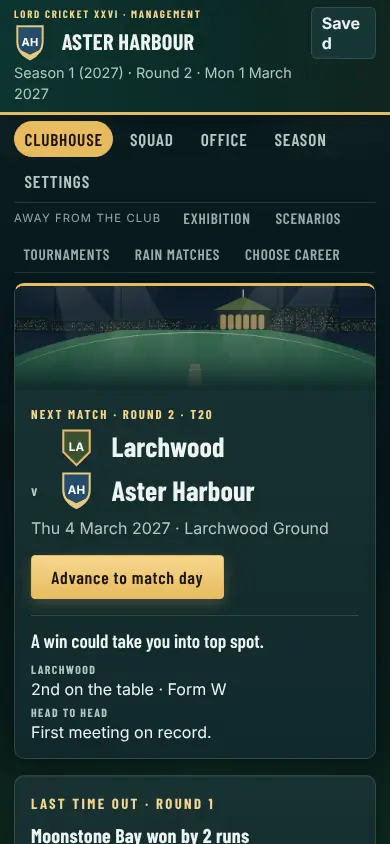 LORD CRICKET XXVI · MANAGEMENT
AH
ASTER HARBOUR
Season 1 (2027) · Round 2 · Mon 1 March
2027
Save
d
CLUBHOUSE SQUAD OFFICE SEASON
SETTINGS
AWAY FROM THE CLUB EXHIBITION SCENARIOS
TOURNAMENTS RAIN MATCHES CHOOSE CAREER
NEXT MATCH · ROUND 2 · T20
LA Larchwood
v AH Aster Harbour
Thu 4 March 2027 · Larchwood Ground
Advance to match day
A win could take you into top spot.
LARCHWOOD
2nd on the table · Form W
HEAD TO HEAD
First meeting on record.
LAST TIME OUT · ROUND 1
Moonstone Bay won by 2 runs